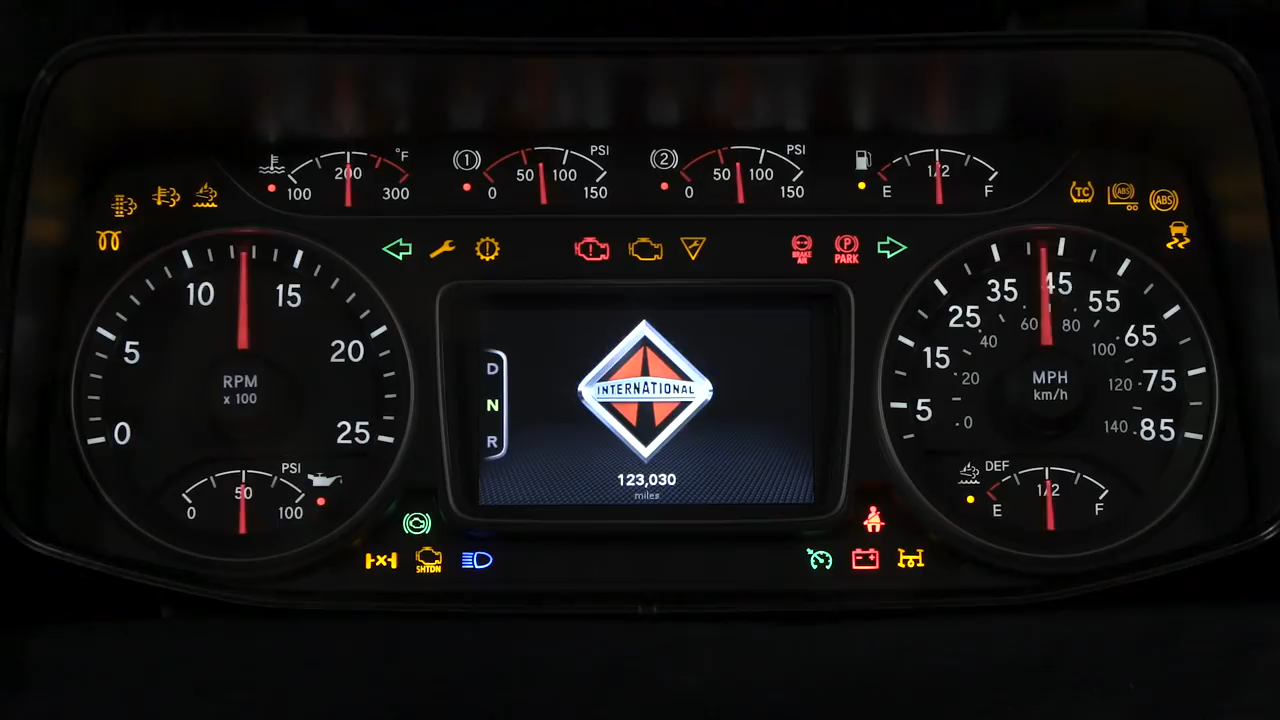 °F
100 200 300
1
PSI
0 50 100 150
2
PSI
0 50 100 150
E 1/2 F
TC
ABS
ABS
!
!
BRAKE
AIR
P
PARK
0 5 10 15 20 25
RPM
x 100
PSI
0 50 100
D
N
R
INTERNATIONAL
123,030
miles
5 15 25 35 45 55 65 75 85
0 20 40 60 80 100 120 140
MPH
km/h
DEF
E 1/2 F
SHTDN